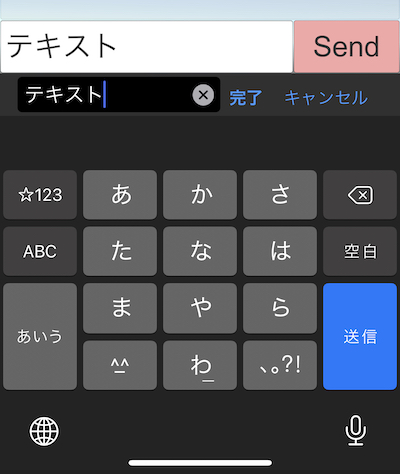 テキスト Send
テキスト 完了 キャンセル
☆123 あ か さ
ABC た な は 空白
あいう ま や ら 送信
^^ わ_ 、。?!